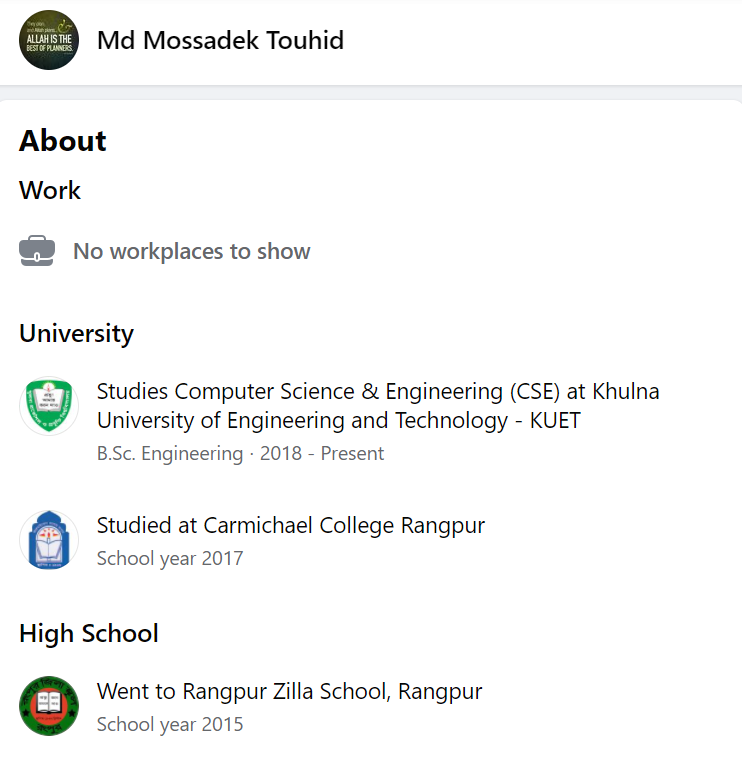 They plan,
and Allah plans.
ALLAH IS THE
BEST OF PLANNERS.
Md Mossadek Touhid
About
Work
No workplaces to show
University
Studies Computer Science & Engineering (CSE) at Khulna
University of Engineering and Technology - KUET
B.Sc. Engineering · 2018 - Present
Studied at Carmichael College Rangpur
School year 2017
High School
Went to Rangpur Zilla School, Rangpur
School year 2015